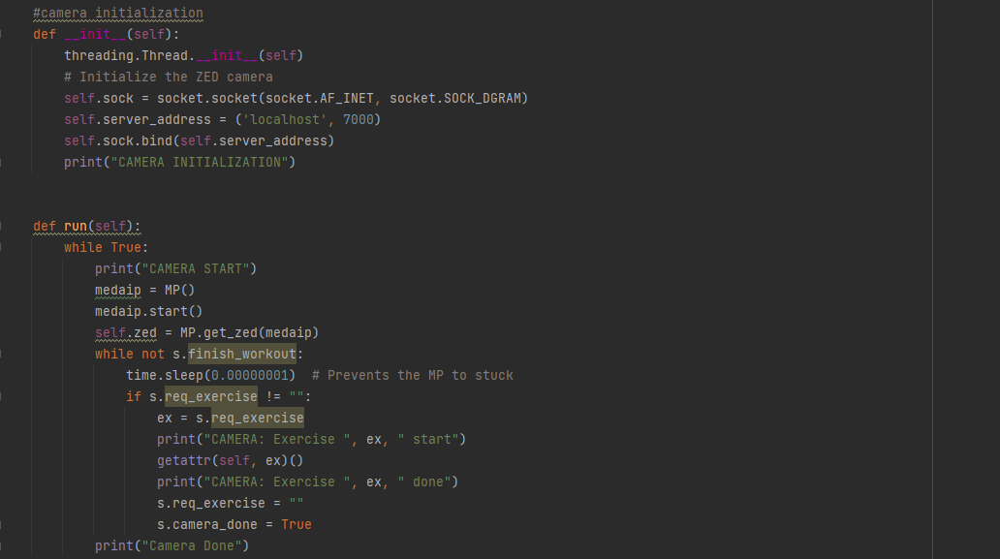 #camera initialization
def __init__(self):
    threading.Thread.__init__(self)
    # Initialize the ZED camera
    self.sock = socket.socket(socket.AF_INET, socket.SOCK_DGRAM)
    self.server_address = ('localhost', 7000)
    self.sock.bind(self.server_address)
    print("CAMERA INITIALIZATION")
def run(self):
    while True:
        print("CAMERA START")
        medaip = MP()
        medaip.start()
        self.zed = MP.get_zed(medaip)
        while not s.finish_workout:
            time.sleep(0.00000001)  # Prevents the MP to stuck
            if s.req_exercise != "":
                ex = s.req_exercise
                print("CAMERA: Exercise ", ex, " start")
                getattr(self, ex)()
                print("CAMERA: Exercise ", ex, " done")
                s.req_exercise = ""
                s.camera_done = True
        print("Camera Done")